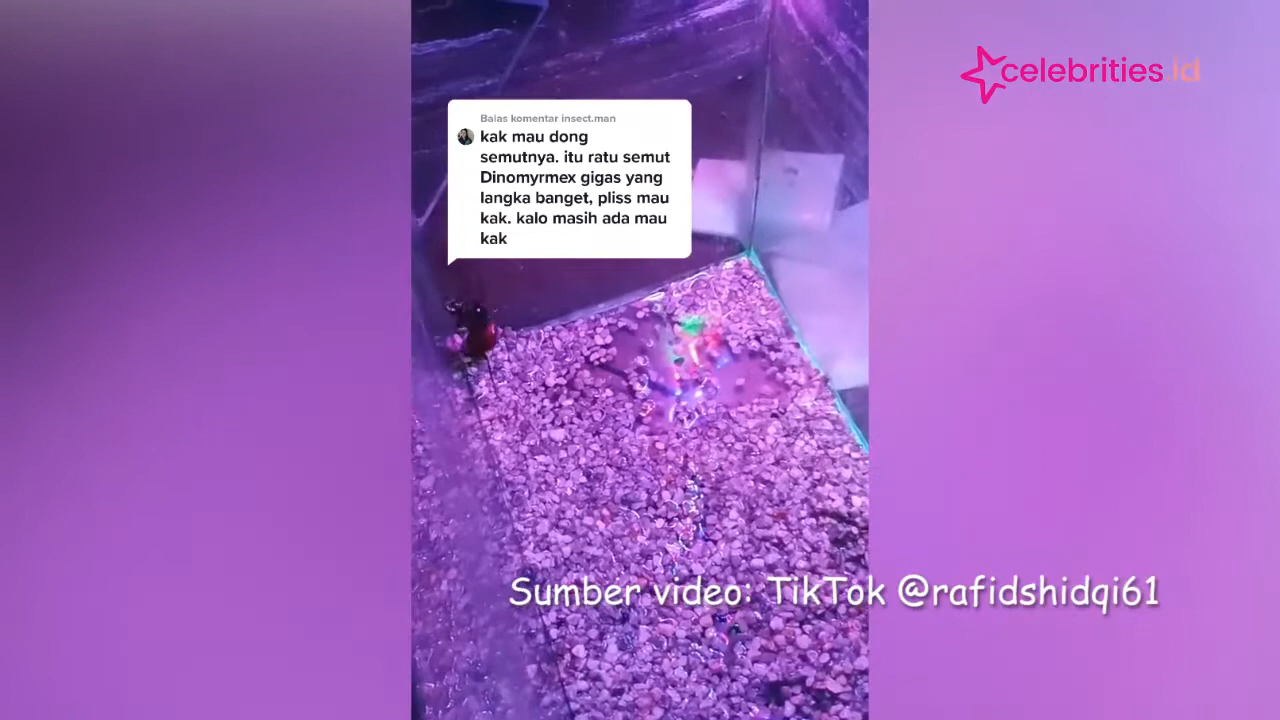 celebrities.id
Balas komentar insect.man
kak mau dong
semutnya. itu ratu semut
Dinomyrmex gigas yang
langka banget, pliss mau
kak. kalo masih ada mau
kak
Sumber video: TikTok @rafidshidqi61